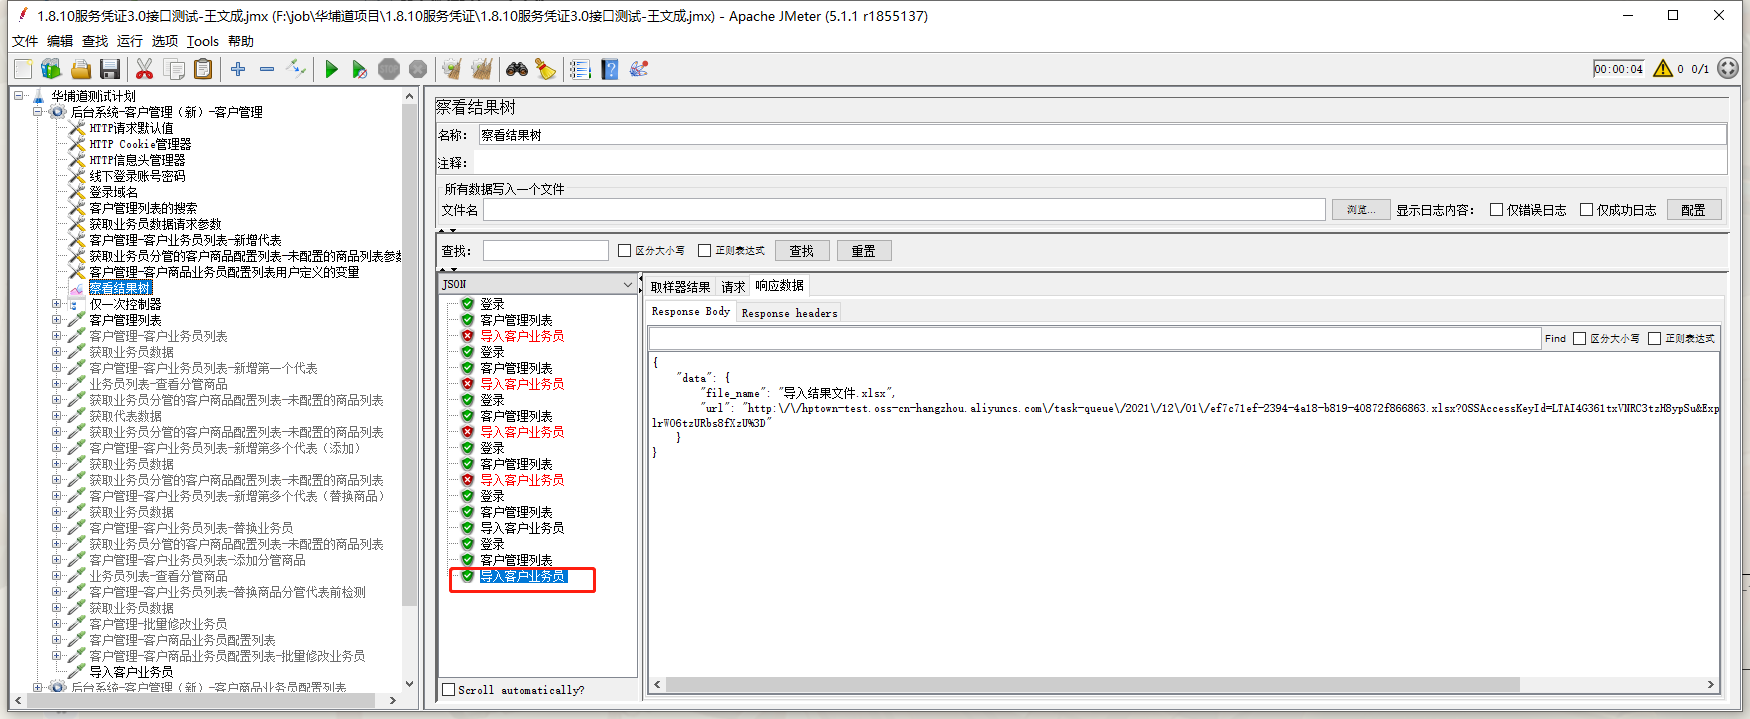 1.8.10服务凭证3.0接口测试-王文成.jmx (F:\job\华埔道项目\1.8.10服务凭证\1.8.10服务凭证3.0接口测试-王文成.jmx) - Apache JMeter (5.1.1 r1855137)
文件 编辑 查找 运行 选项 Tools 帮助
00:00:04 0 0/1
华埔道测试计划
后台系统-客户管理（新）-客户管理
HTTP请求默认值
HTTP Cookie管理器
HTTP信息头管理器
线下登录账号密码
登录域名
客户管理列表的搜索
获取业务员数据请求参数
客户管理-客户业务员列表-新增代表
获取业务员分管的客户商品配置列表-未配置的商品列表参数
客户管理-客户商品业务员配置列表用户定义的变量
察看结果树
仅一次控制器
客户管理列表
客户管理-客户业务员列表
获取业务员数据
客户管理-客户业务员列表-新增第一个代表
业务员列表-查看分管商品
获取业务员分管的客户商品配置列表-未配置的商品列表
获取代表数据
获取业务员分管的客户商品配置列表-未配置的商品列表
客户管理-客户业务员列表-新增第多个代表（添加）
获取业务员数据
获取业务员分管的客户商品配置列表-未配置的商品列表
客户管理-客户业务员列表-新增第多个代表（替换商品）
获取业务员数据
客户管理-客户业务员列表-替换业务员
获取业务员分管的客户商品配置列表-未配置的商品列表
客户管理-客户业务员列表-添加分管商品
业务员列表-查看分管商品
客户管理-客户业务员列表-替换商品分管代表前检测
获取业务员数据
客户管理-批量修改业务员
客户管理-客户商品业务员配置列表
客户管理-客户商品业务员配置列表-批量修改业务员
导入客户业务员
后台系统-客户管理（新）-客户商品业务员配置列表
察看结果树
名称： 察看结果树
注释：
所有数据写入一个文件
文件名 浏览... 显示日志内容： 仅错误日志 仅成功日志 配置
查找： 区分大小写 正则表达式 查找 重置
JSON
登录
客户管理列表
导入客户业务员
登录
客户管理列表
导入客户业务员
登录
客户管理列表
导入客户业务员
登录
客户管理列表
导入客户业务员
登录
客户管理列表
导入客户业务员
登录
客户管理列表
导入客户业务员
Scroll automatically?
取样器结果 请求 响应数据
Response Body Response headers
Find 区分大小写 正则表达式
{
"data": {
"file_name": "导入结果文件.xlsx",
"url": "http:\/\/hptown-test.oss-cn-hangzhou.aliyuncs.com\/task-queue\/2021\/12\/01\/ef7c71ef-2394-4a18-b819-40872f866863.xlsx?OSSAccessKeyId=LTAI4G361txVNRC3tzH8ypSu&Exp
lrWO6tzURbs8fXzU%3D"
}
}